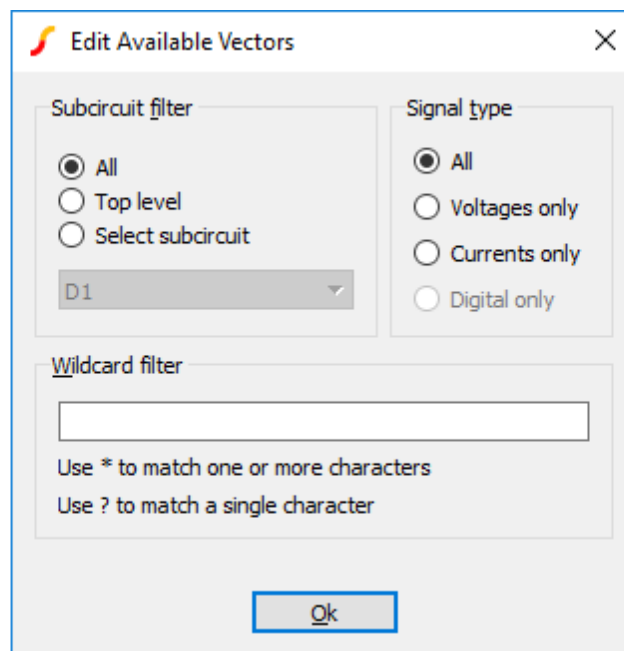 Edit Available Vectors
Subcircuit filter
All
Top level
Select subcircuit
D1
Signal type
All
Voltages only
Currents only
Digital only
Wildcard filter
Use * to match one or more characters
Use ? to match a single character
Ok